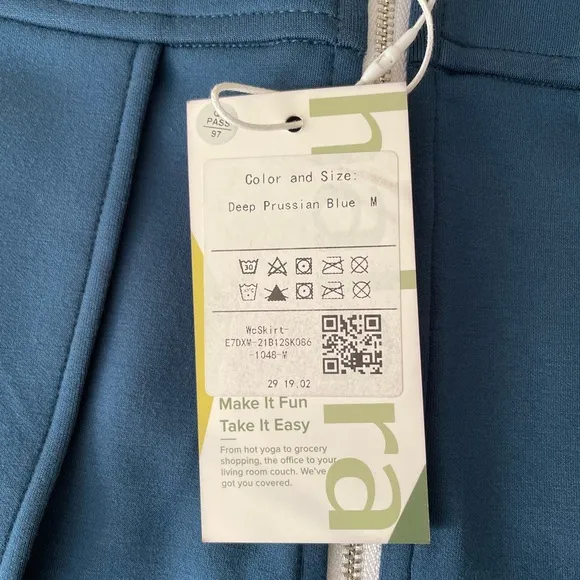 PASS
97
Color and Size:
Deep Prussian Blue M
30
WoSkirt-
E7DXM-21B12SK086
-1048-M
29 19.02
Make It Fun
Take It Easy
From hot yoga to grocery
shopping, the office to your
living room couch. We've
got you covered.